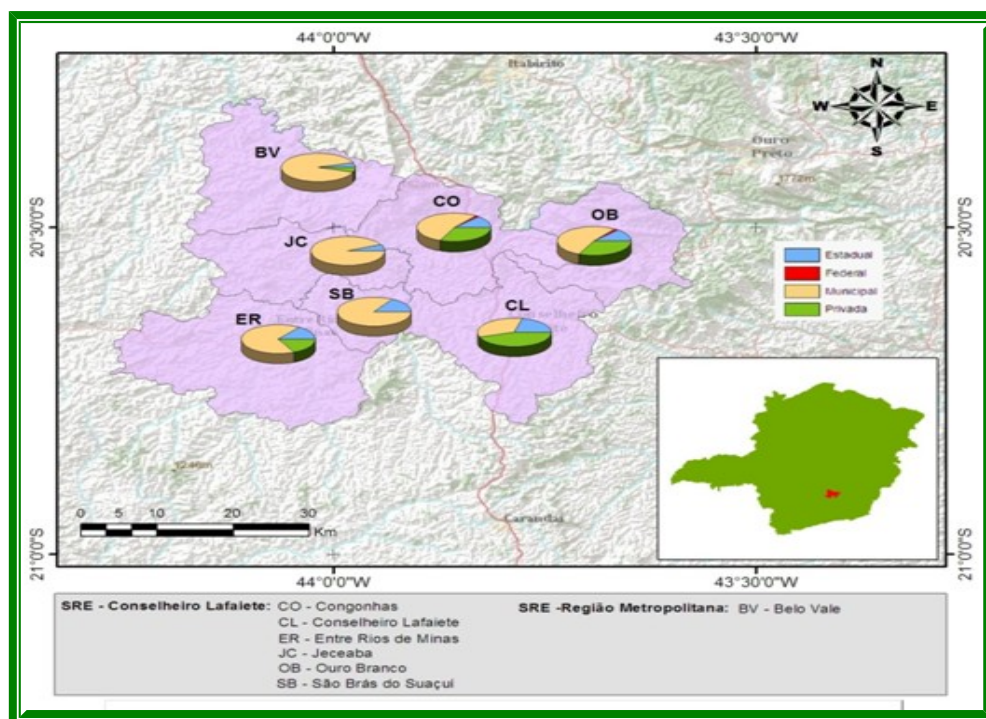 44°0'0"W 43°30'0"W
Itabirito
N
W E
S
Ouro
Preto
1772m
BV
CO
OB
20°30'0"S 20°30'0"S
JC
SB
CL
ER
Estadual
Federal
Municipal
Privada
1246m
Carandaí
0 5 10 20 30
Km
21°0'0"S 21°0'0"S
44°0'0"W 43°30'0"W
SRE - Conselheiro Lafaiete: CO - Congonhas SRE -Região Metropolitana: BV - Belo Vale
CL - Conselheiro Lafaiete
ER - Entre Rios de Minas
JC - Jeceaba
OB - Ouro Branco
SB - São Brás do Suaçuí